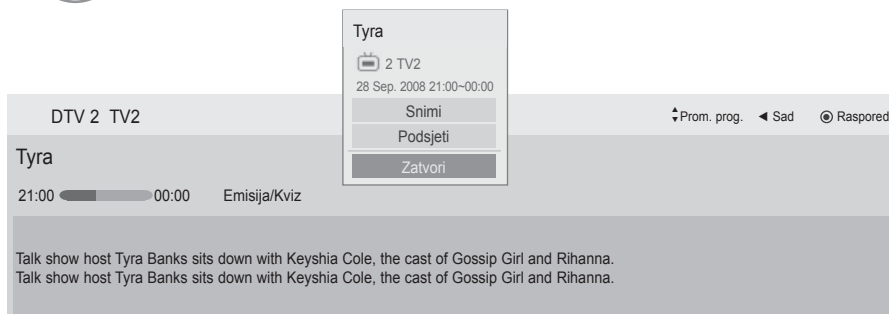 Tyra
2 TV2
28 Sep. 2008 21:00~00:00
Snimi
Podsjeti
Zatvori
DTV 2 TV2
Prom. prog. ◄ Sad ◉ Raspored
Tyra
21:00 00:00 Emisija/Kviz
Talk show host Tyra Banks sits down with Keyshia Cole, the cast of Gossip Girl and Rihanna.
Talk show host Tyra Banks sits down with Keyshia Cole, the cast of Gossip Girl and Rihanna.